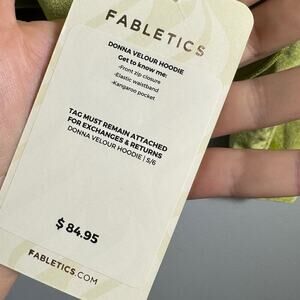 FABLETICS
DONNA VELOUR HOODIE
Get to know me:
-Front zip closure
-Elastic waistband
-Kangaroo pocket
TAG MUST REMAIN ATTACHED
FOR EXCHANGES & RETURNS
DONNA VELOUR HOODIE | S/6
$ 84.95
FABLETICS.COM